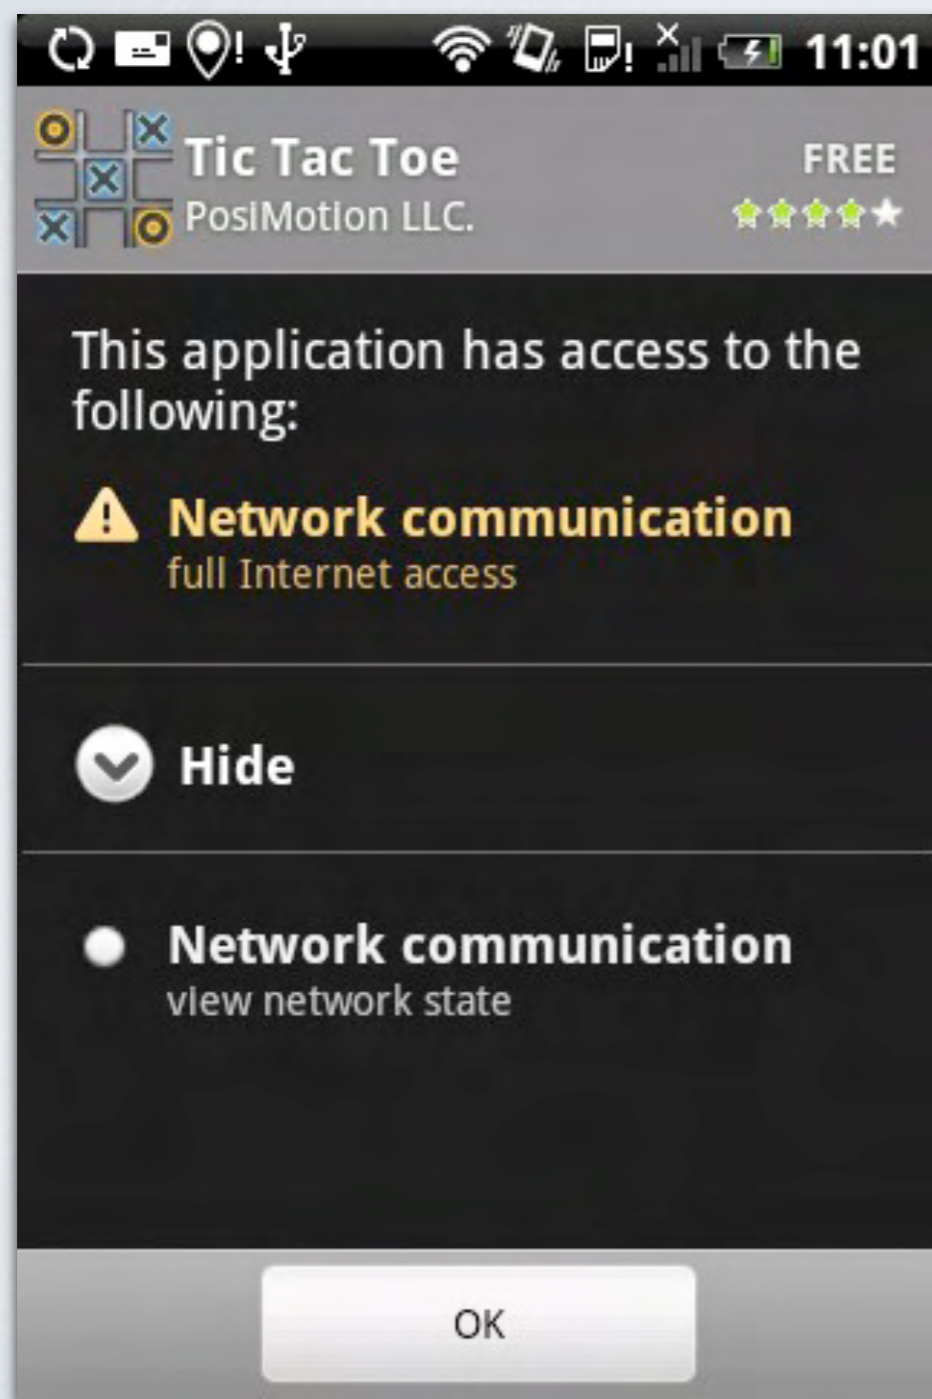 11:01
Tic Tac Toe
FREE
PosiMotion LLC.
This application has access to the
following:
Network communication
full Internet access
Hide
Network communication
view network state
OK